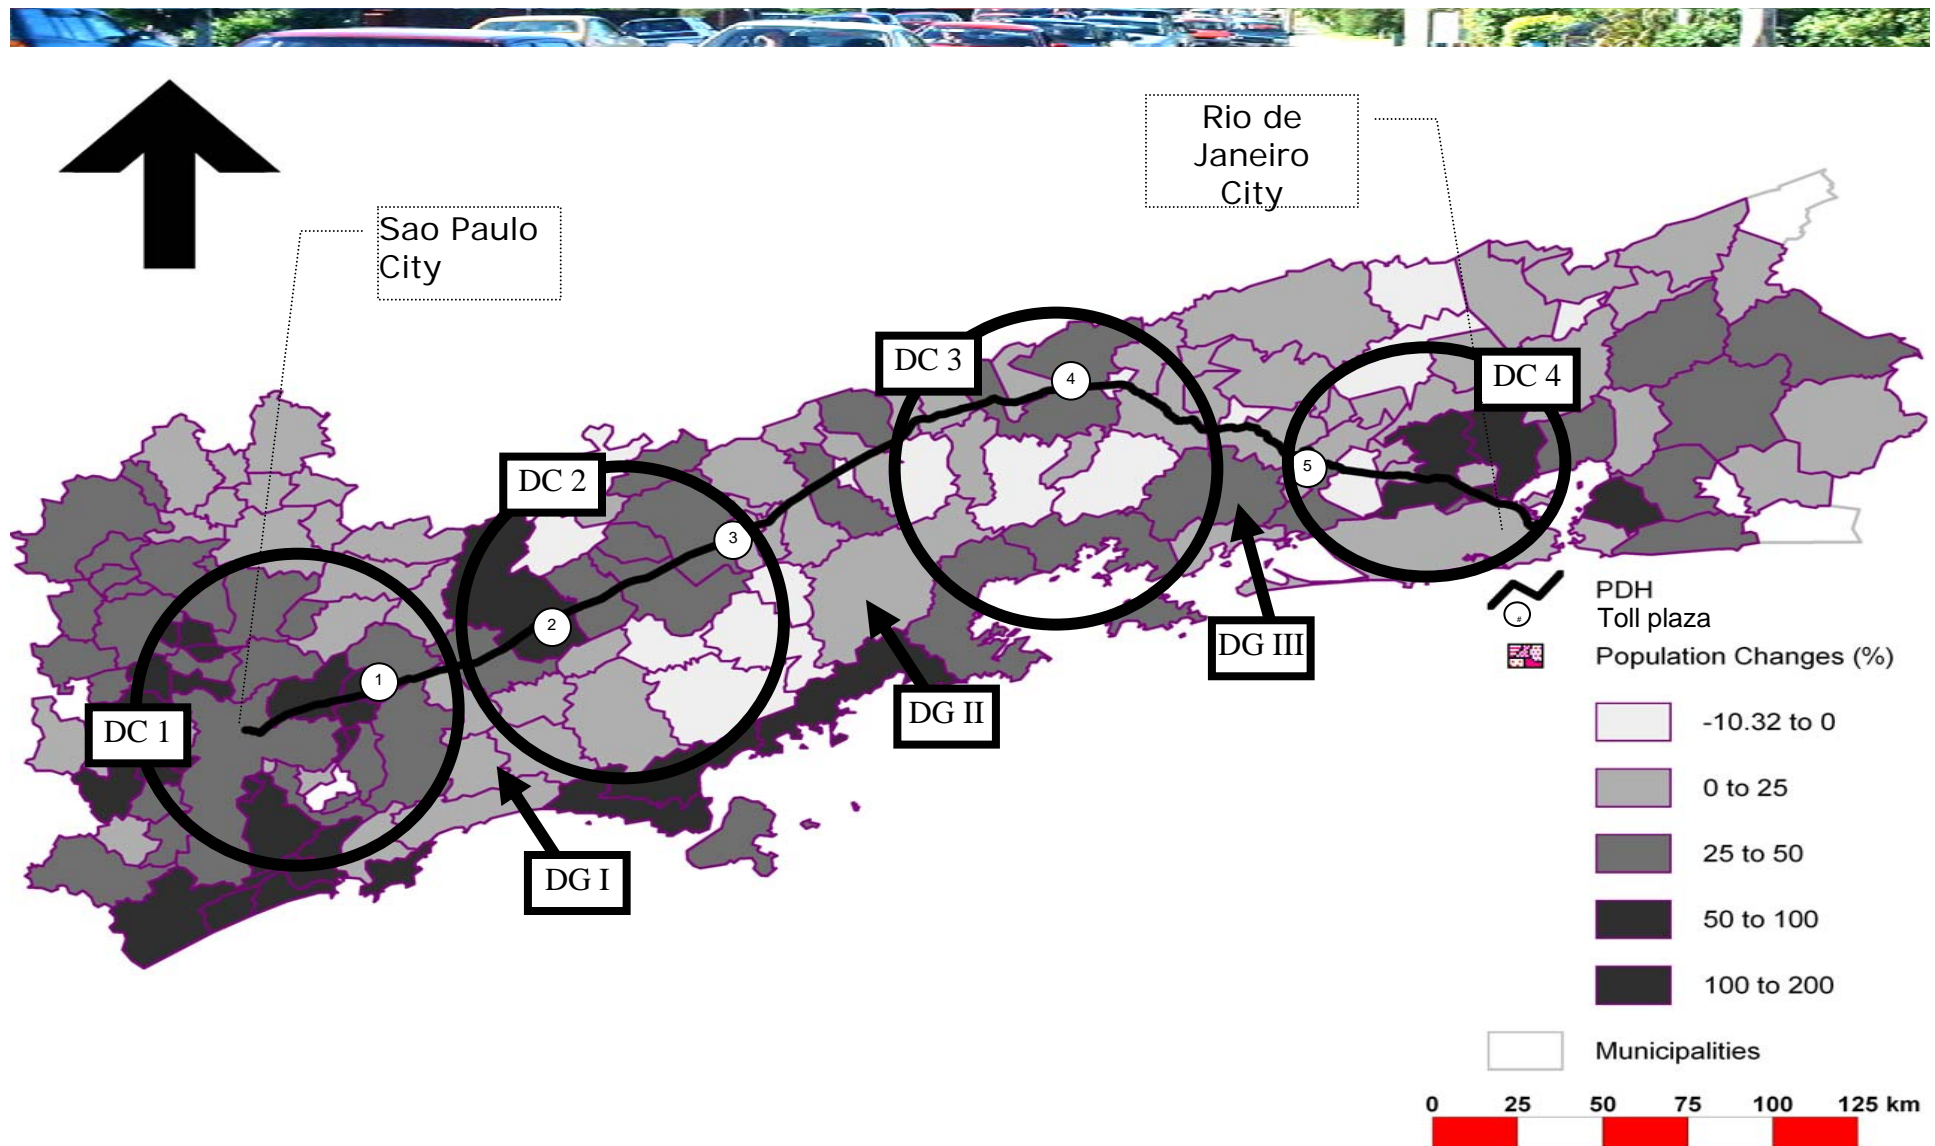 Rio de
Janeiro
City
Sao Paulo
City
DC 3
4
DC 4
DC 2
5
3
2
DG III
1
DG II
DC 1
DG I
PDH
#
Toll plaza
Population Changes (%)
-10.32 to 0
0 to 25
25 to 50
50 to 100
100 to 200
Municipalities
0 25 50 75 100 125 km